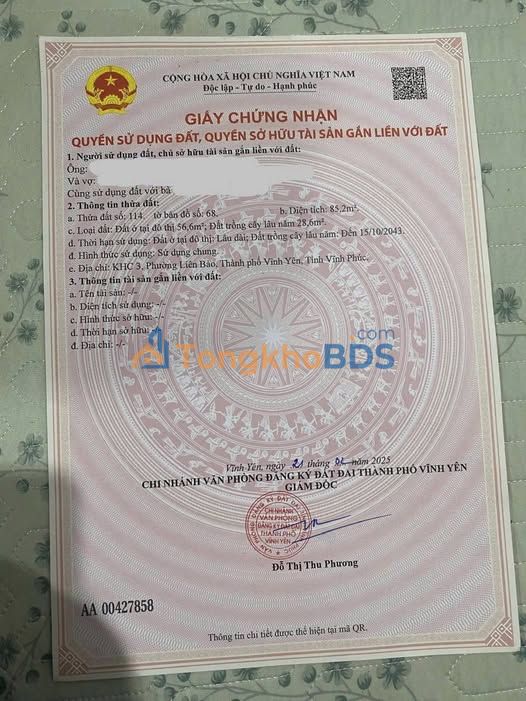 CỘNG HÒA XÃ HỘI CHỦ NGHĨA VIỆT NAM
Độc lập - Tự do - Hạnh phúc
GIẤY CHỨNG NHẬN
QUYỀN SỬ DỤNG ĐẤT, QUYỀN SỞ HỮU TÀI SẢN GẮN LIỀN VỚI ĐẤT
1. Người sử dụng đất, chủ sở hữu tài sản gắn liền với đất:
Ông:
Và vợ:
Cùng sử dụng đất với bà
2. Thông tin thửa đất:
a. Thửa đất số: 114, tờ bản đồ số: 68. b. Diện tích: 85,2m².
c. Loại đất: Đất ở tại đô thị 56,6m²; Đất trồng cây lâu năm 28,6m².
d. Thời hạn sử dụng: Đất ở tại đô thị: Lâu dài; Đất trồng cây lâu năm: Đến 15/10/2043.
đ. Hình thức sử dụng: Sử dụng chung.
e. Địa chỉ: KHC 3, Phường Liên Bảo, Thành phố Vĩnh Yên, Tỉnh Vĩnh Phúc.
3. Thông tin tài sản gắn liền với đất:
a. Tên tài sản: -/-
b. Diện tích sử dụng: -/-
c. Hình thức sở hữu: -/-
d. Thời hạn sở hữu: -/-
đ. Địa chỉ: -/-
TongkhoBDS.com
Vĩnh Yên, ngày 21 tháng năm 2025
CHI NHÁNH VĂN PHÒNG ĐĂNG KÝ ĐẤT ĐAI THÀNH PHỐ VĨNH YÊN
GIÁM ĐỐC
CHI NHÁNH
VĂN PHÒNG
ĐĂNG KÝ ĐẤT ĐAI
THÀNH PHỐ
VĨNH YÊN
Đỗ Thị Thu Phương
AA 00427858
Thông tin chi tiết được thể hiện tại mã QR.